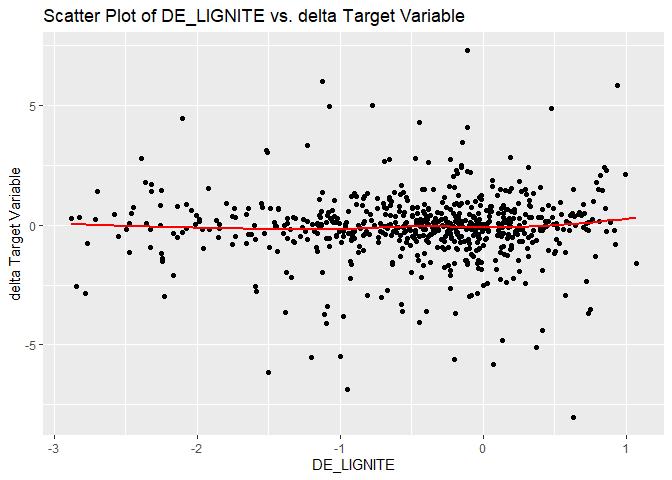 Scatter Plot of DE_LIGNITE vs. delta Target Variable
delta Target Variable
5
0
-5
-3
-2
-1
0
1
DE_LIGNITE